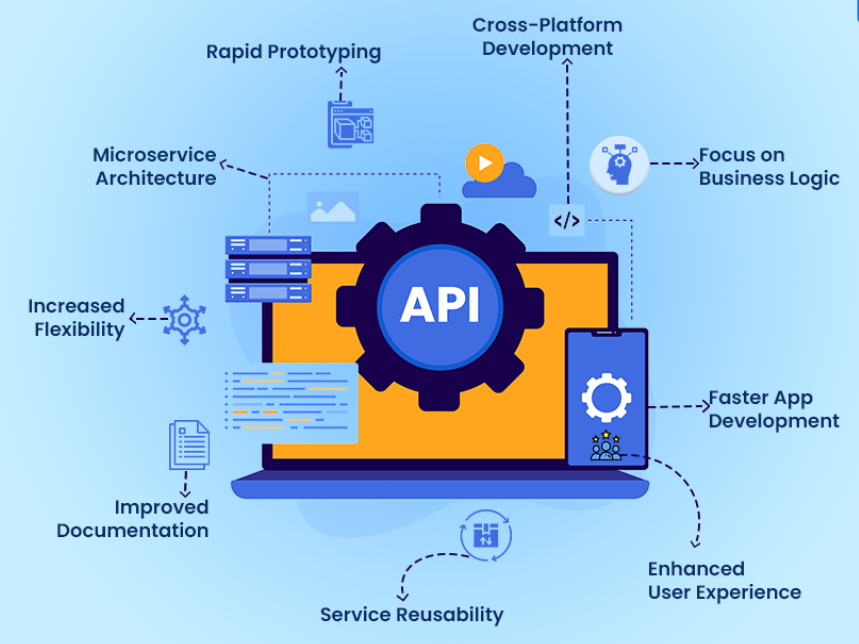 Cross-Platform
Development
Rapid Prototyping
Microservice
Architecture
Focus on
Business Logic
</>
API
Increased
Flexibility
Faster App
Development
Improved
Documentation
Enhanced
User Experience
Service Reusability